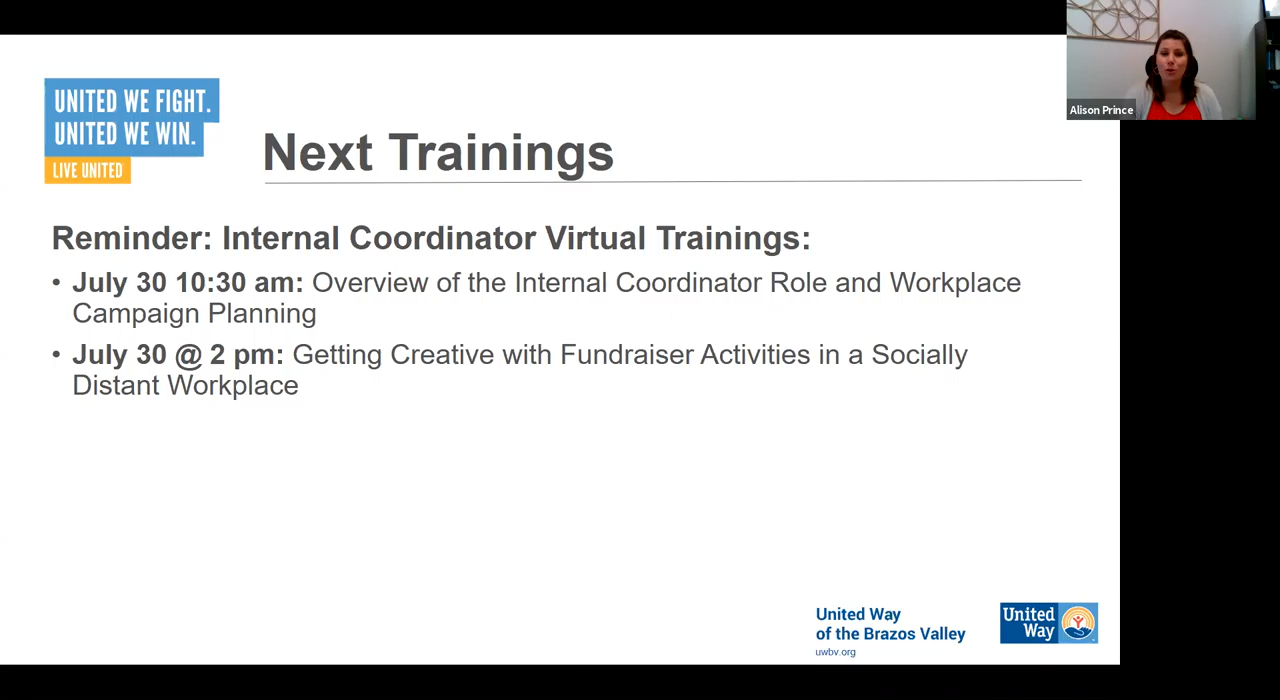 Alison Prince
UNITED WE FIGHT.
UNITED WE WIN.
LIVE UNITED
Next Trainings
Reminder: Internal Coordinator Virtual Trainings:
• July 30 10:30 am: Overview of the Internal Coordinator Role and Workplace
Campaign Planning
• July 30 @ 2 pm: Getting Creative with Fundraiser Activities in a Socially
Distant Workplace
United Way
of the Brazos Valley
uwbv.org
United
Way